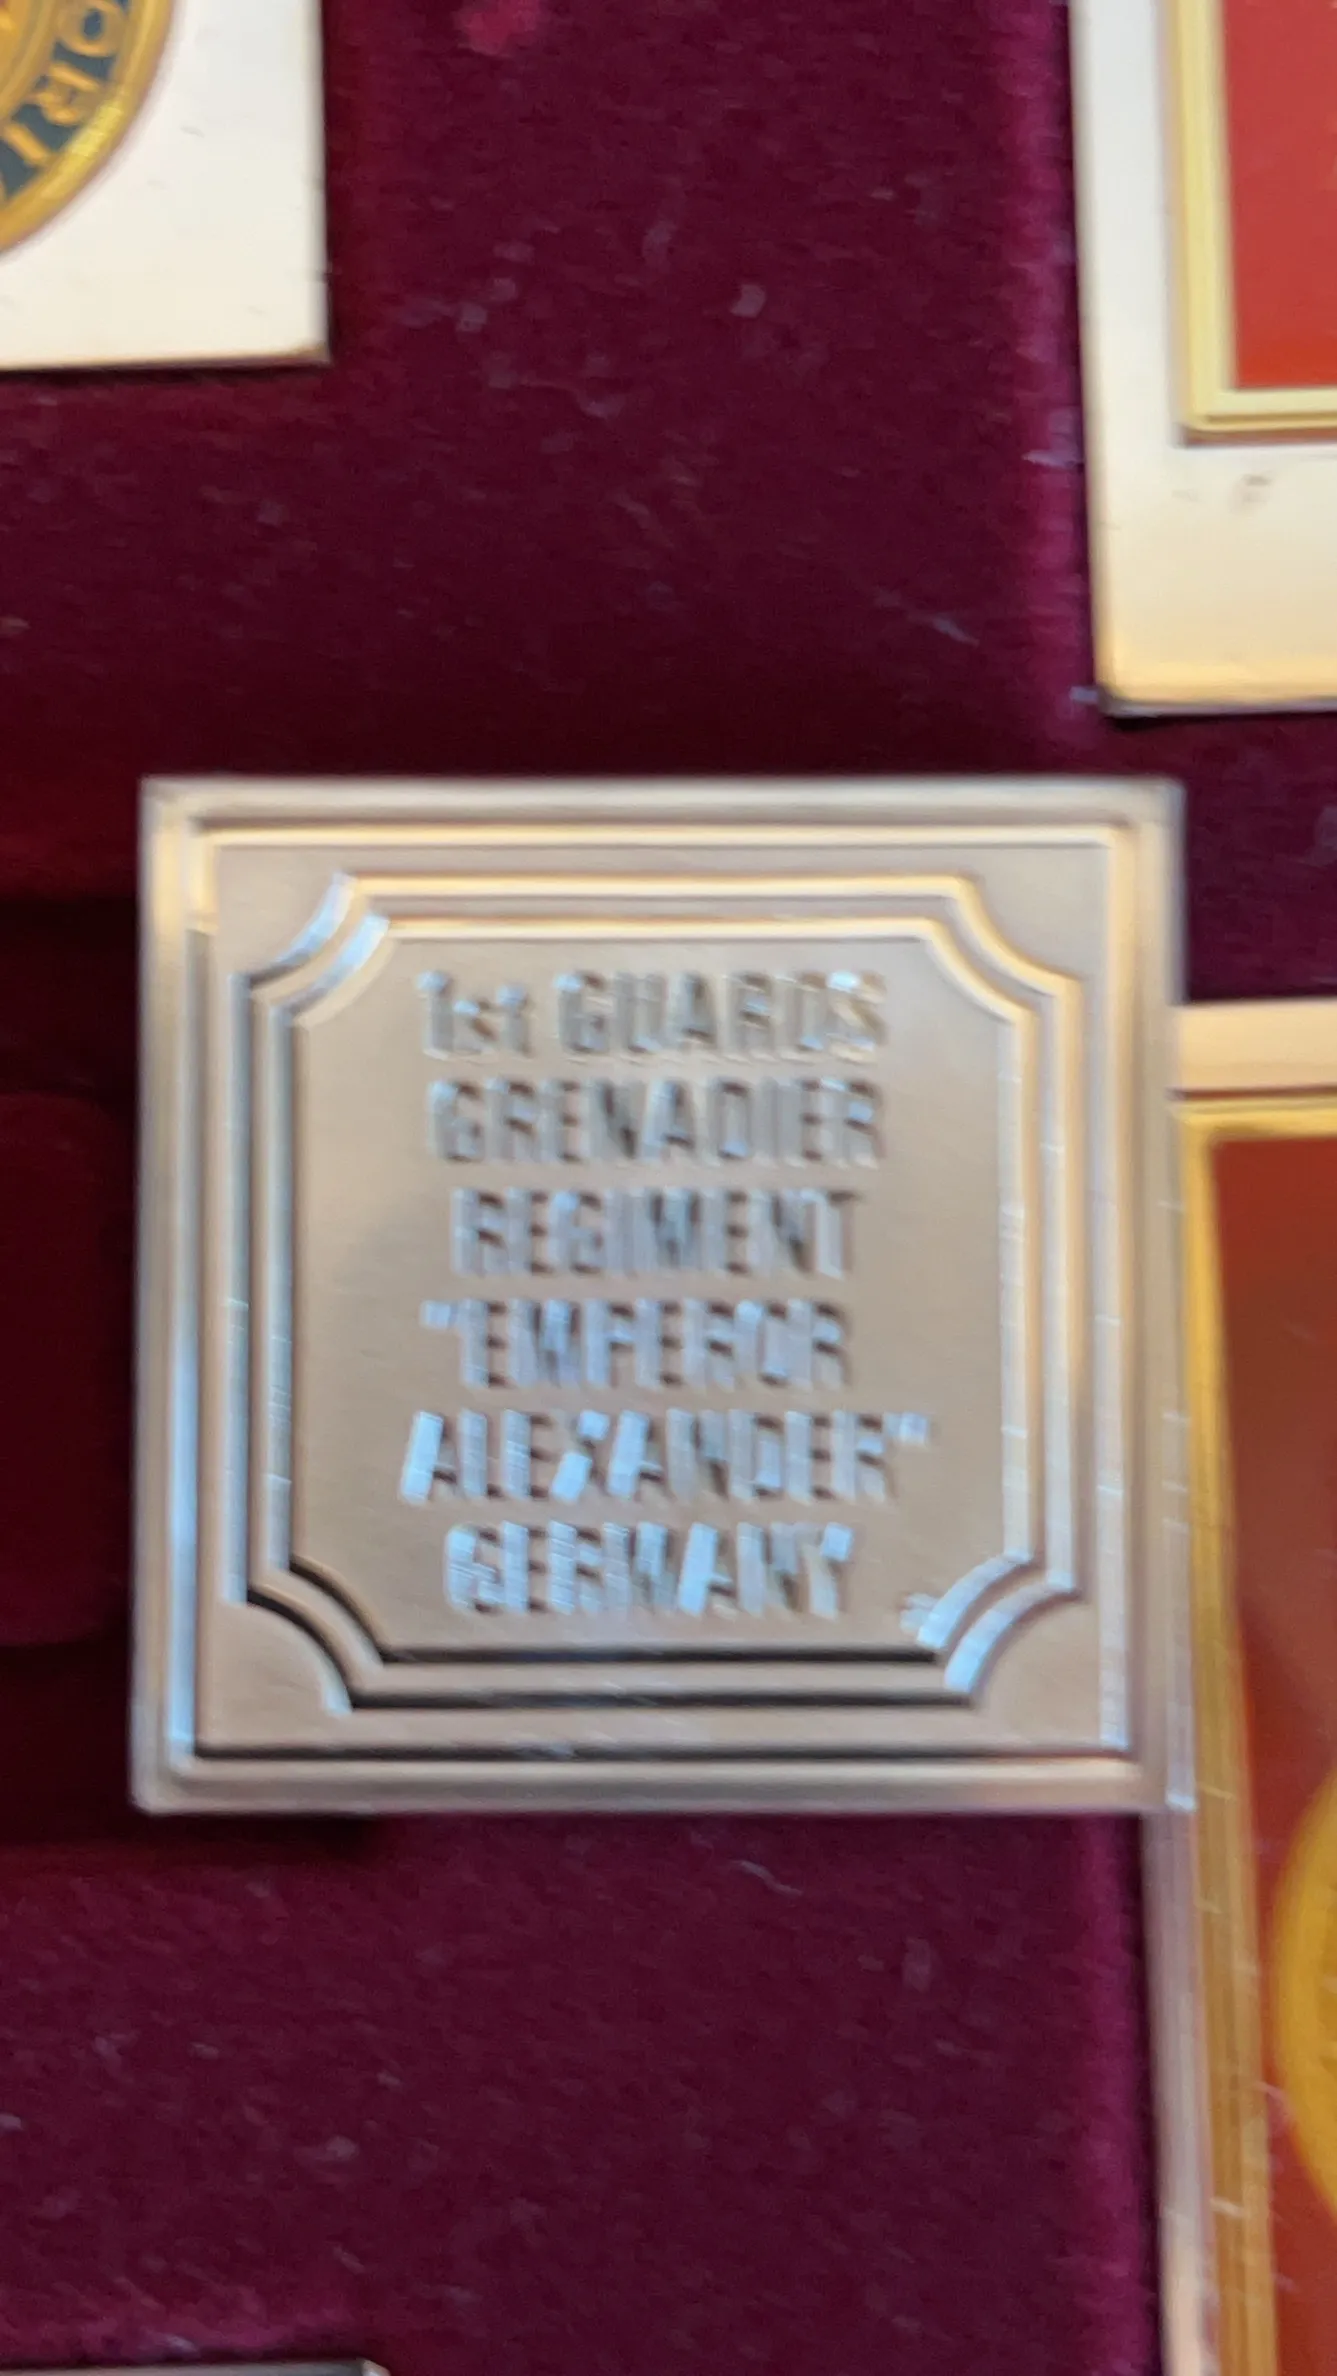 1st GUARDS
GRENADIER
REGIMENT
"EMPEROR
ALEXANDER"
GERMANY